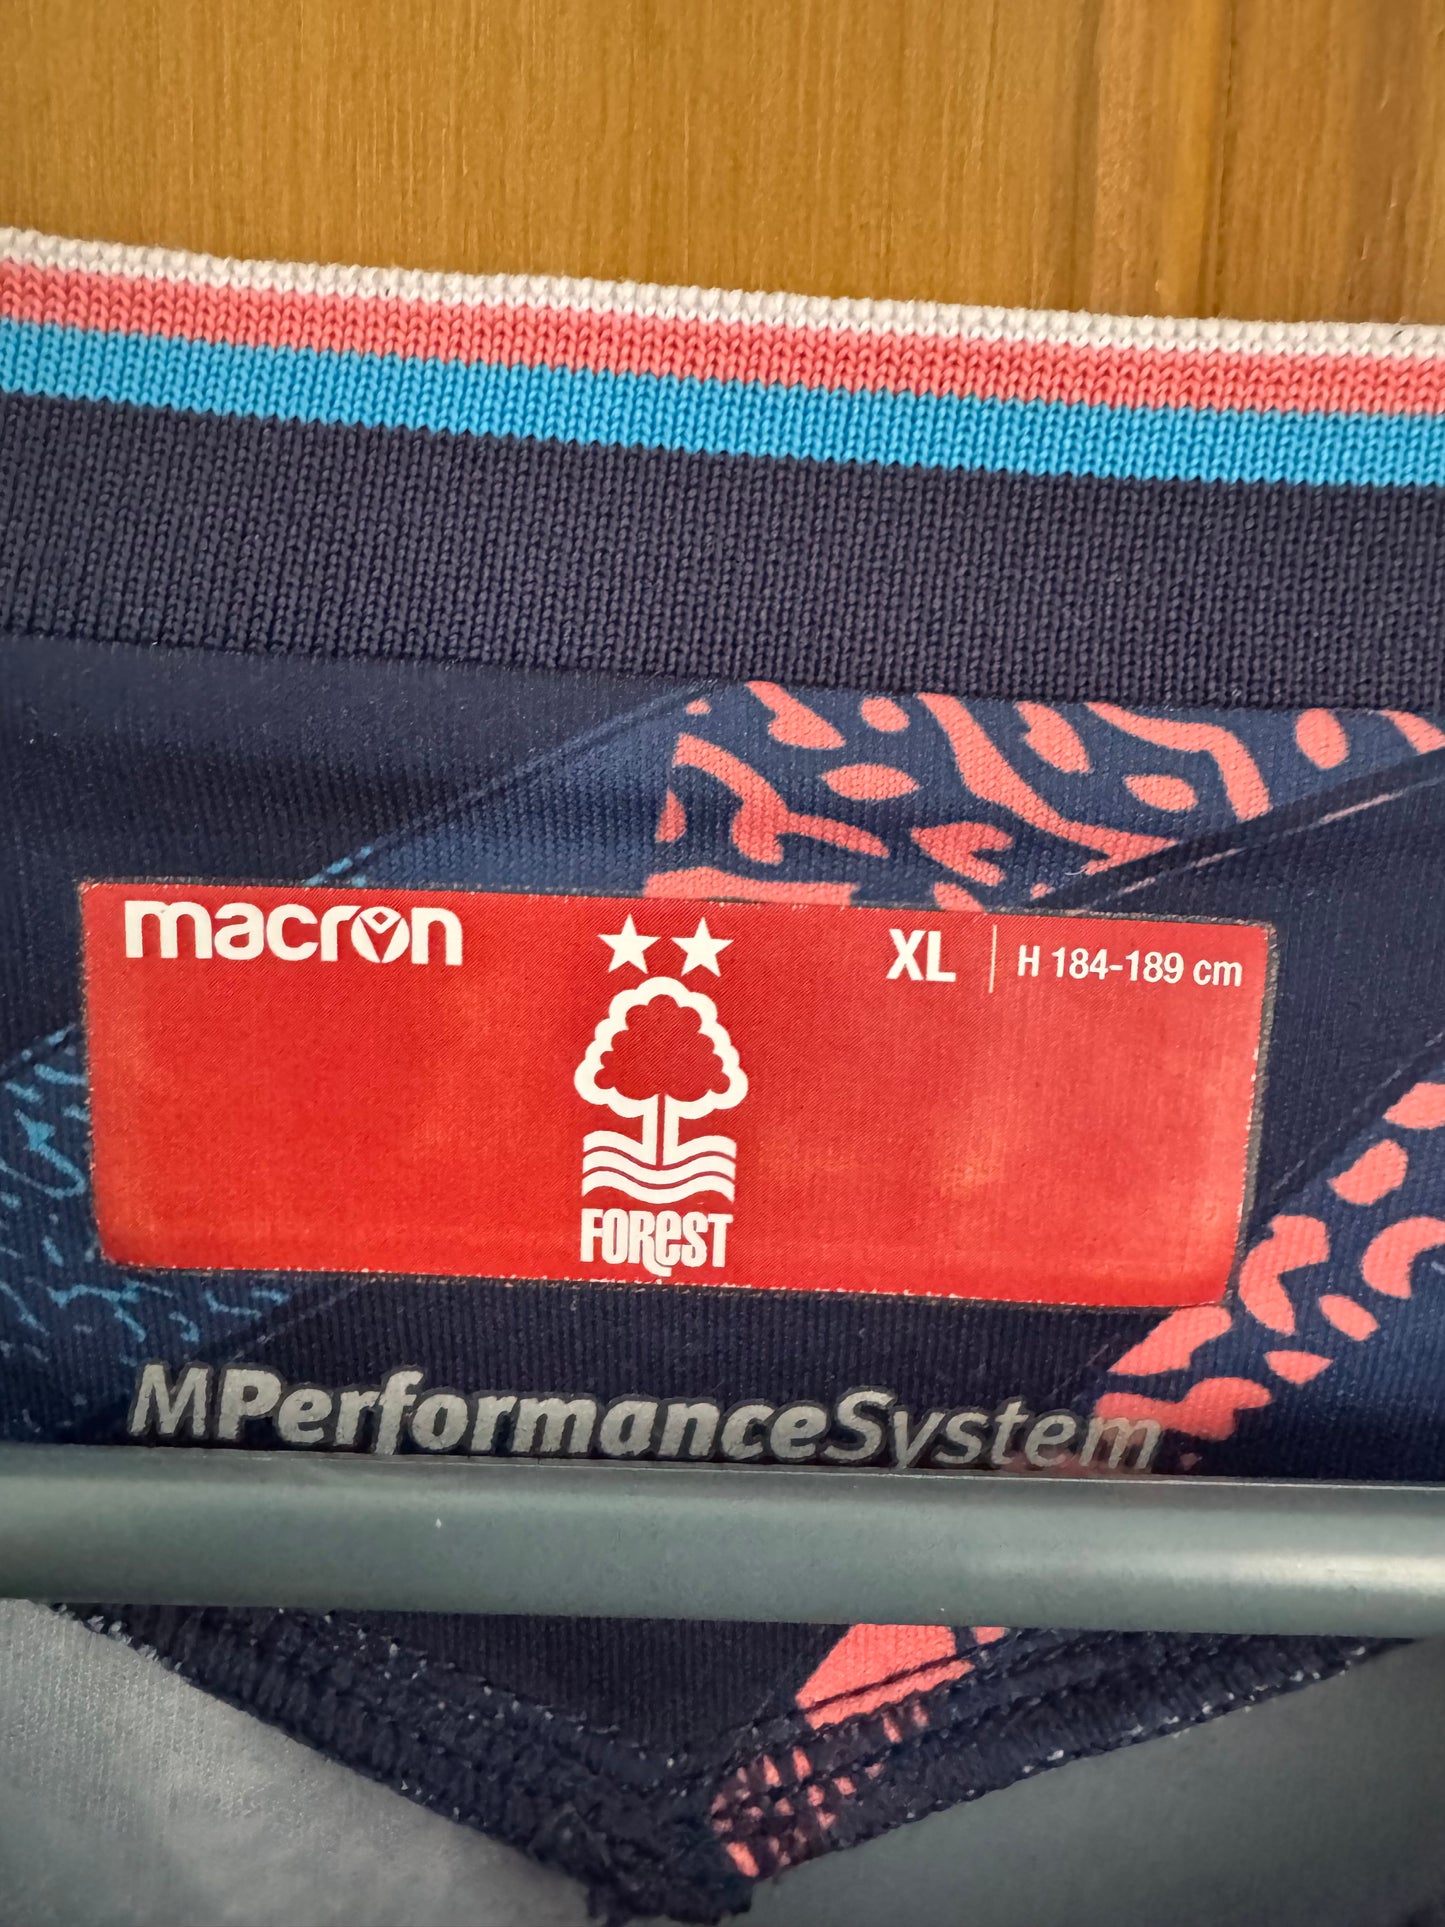 macron
XL H 184-189 cm
FOREST
MPerformanceSystem